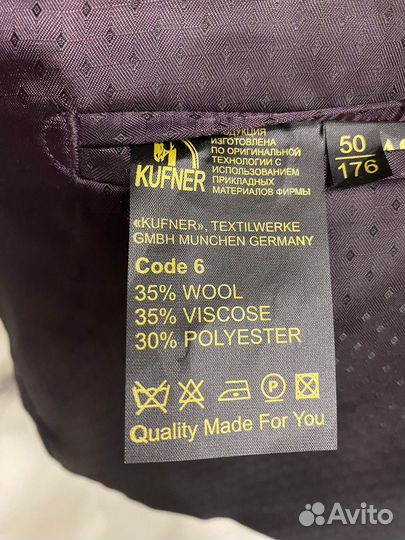 ПРОДУКЦИЯ
ИЗГОТОВЛЕНА
ПО ОРИГИНАЛЬНОЙ
ТЕХНОЛОГИИ С
ИСПОЛЬЗОВАНИЕМ
ПРИКЛАДНЫХ
МАТЕРИАЛОВ ФИРМЫ
KUFNER
50
176
«KUFNER», TEXTILWERKE
GMBH MUNCHEN GERMANY
Code 6
35% WOOL
35% VISCOSE
30% POLYESTER
P
Quality Made For You
Avito